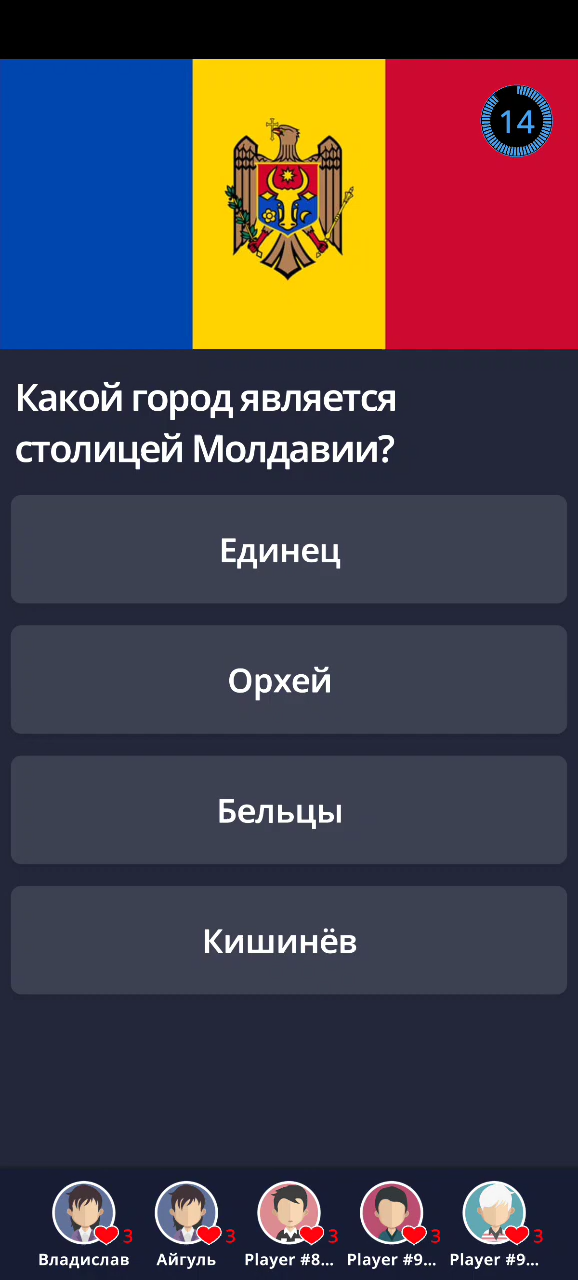 14
Какой город является
столицей Молдавии?
Единец
Орхей
Бельцы
Кишинёв
3 3 3 3 3
Владислав Айгуль Player #8... Player #9... Player #9...